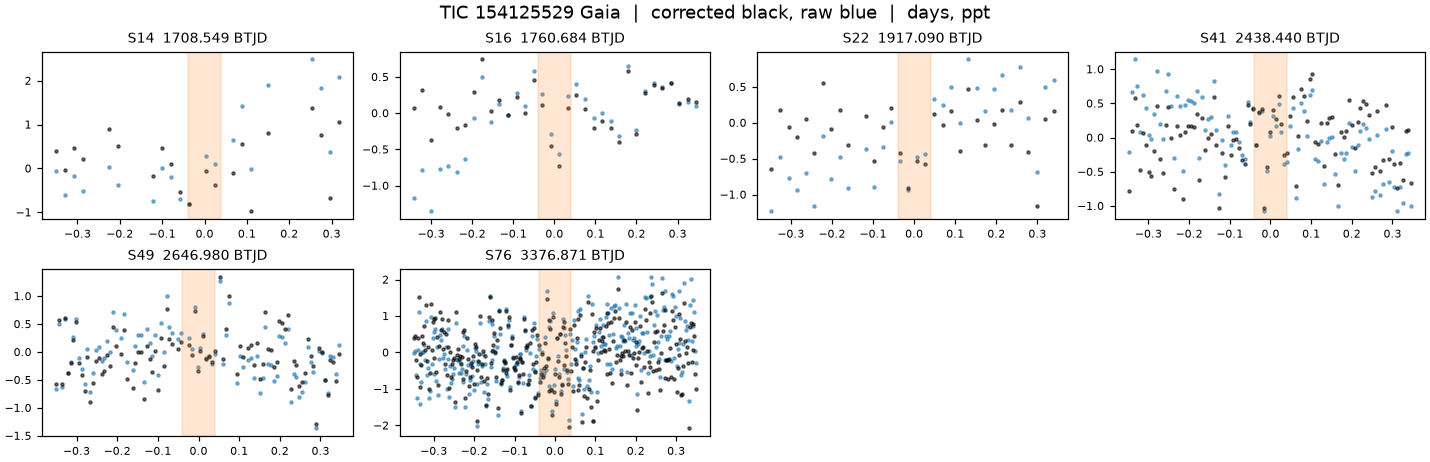 TIC 154125529 Gaia | corrected black, raw blue | days, ppt
S14 1708.549 BTJD
S16 1760.684 BTJD
S22 1917.090 BTJD
S41 2438.440 BTJD
2
1
0
−1
−0.3 −0.2 −0.1 0.0 0.1 0.2 0.3
0.5
0.0
−0.5
−1.0
−0.3 −0.2 −0.1 0.0 0.1 0.2 0.3
0.5
0.0
−0.5
−1.0
−0.3 −0.2 −0.1 0.0 0.1 0.2 0.3
1.0
0.5
0.0
−0.5
−1.0
−0.3 −0.2 −0.1 0.0 0.1 0.2 0.3
S49 2646.980 BTJD
S76 3376.871 BTJD
1.0
0.5
0.0
−0.5
−1.0
−1.5
−0.3 −0.2 −0.1 0.0 0.1 0.2 0.3
2
1
0
−1
−2
−0.3 −0.2 −0.1 0.0 0.1 0.2 0.3